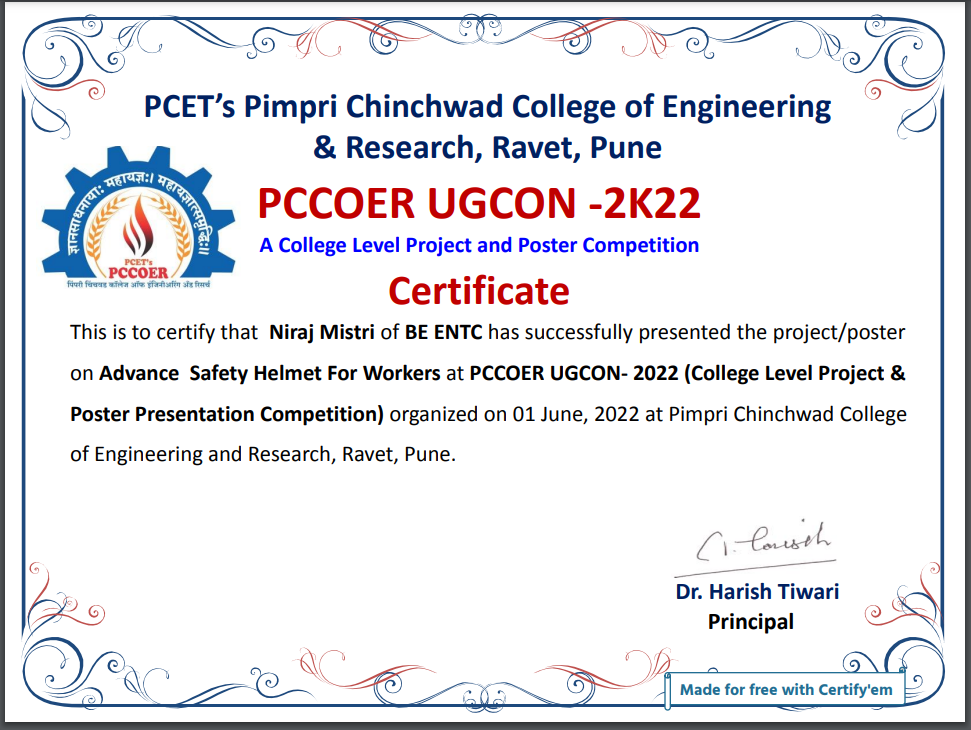 PCET’s Pimpri Chinchwad College of Engineering
& Research, Ravet, Pune
PCCOER UGCON -2K22
A College Level Project and Poster Competition
ज्ञानसाधनायाः महायज्ञः। महायज्ञात्समृद्धिः॥
PCET's
PCCOER
पिंपरी चिंचवड कॉलेज ऑफ इंजिनीअरिंग अँड रिसर्च
Certificate
This is to certify that Niraj Mistri of BE ENTC has successfully presented the project/poster
on Advance Safety Helmet For Workers at PCCOER UGCON- 2022 (College Level Project &
Poster Presentation Competition) organized on 01 June, 2022 at Pimpri Chinchwad College
of Engineering and Research, Ravet, Pune.
Dr. Harish Tiwari
Principal
Made for free with Certify'em